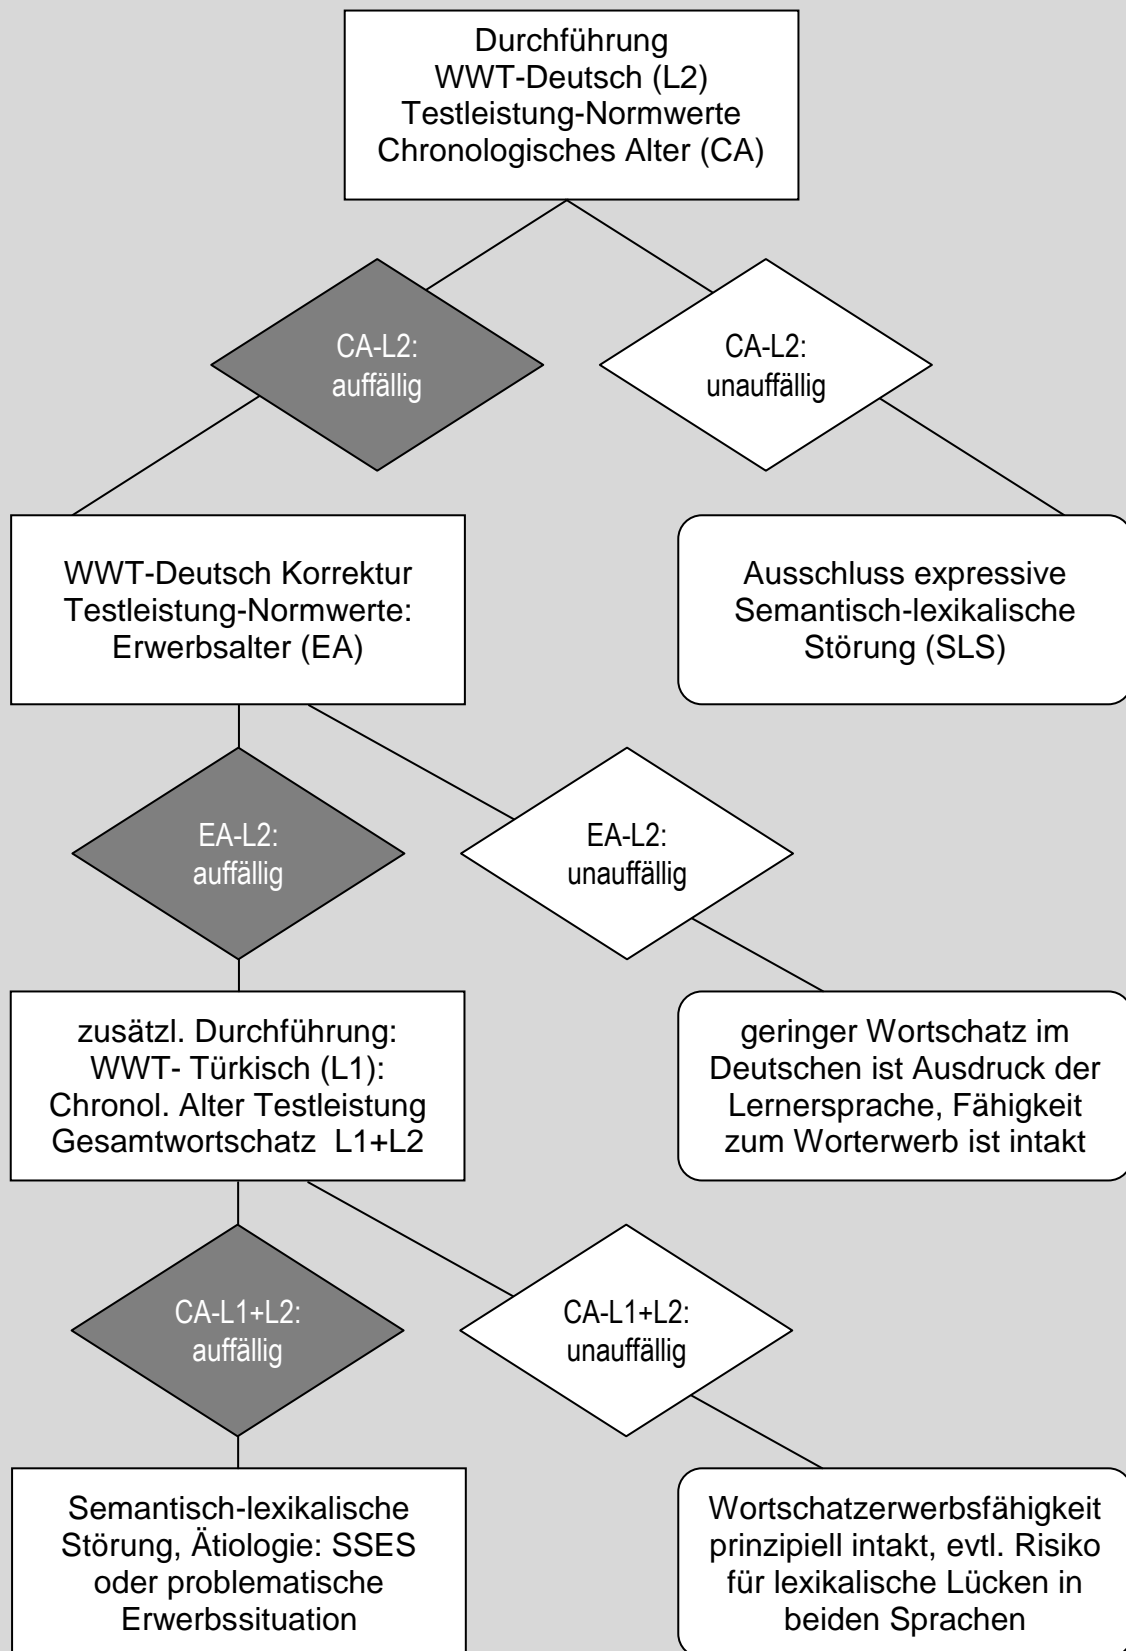 Durchführung
WWT-Deutsch (L2)
Testleistung-Normwerte
Chronologisches Alter (CA)
CA-L2:
auffällig
CA-L2:
unauffällig
WWT-Deutsch Korrektur
Testleistung-Normwerte:
Erwerbsalter (EA)
Ausschluss expressive
Semantisch-lexikalische
Störung (SLS)
EA-L2:
auffällig
EA-L2:
unauffällig
zusätzl. Durchführung:
WWT- Türkisch (L1):
Chronol. Alter Testleistung
Gesamtwortschatz L1+L2
geringer Wortschatz im
Deutschen ist Ausdruck der
Lernersprache, Fähigkeit
zum Worterwerb ist intakt
CA-L1+L2:
auffällig
CA-L1+L2:
unauffällig
Semantisch-lexikalische
Störung, Ätiologie: SSES
oder problematische
Erwerbssituation
Wortschatzerwerbsfähigkeit
prinzipiell intakt, evtl. Risiko
für lexikalische Lücken in
beiden Sprachen